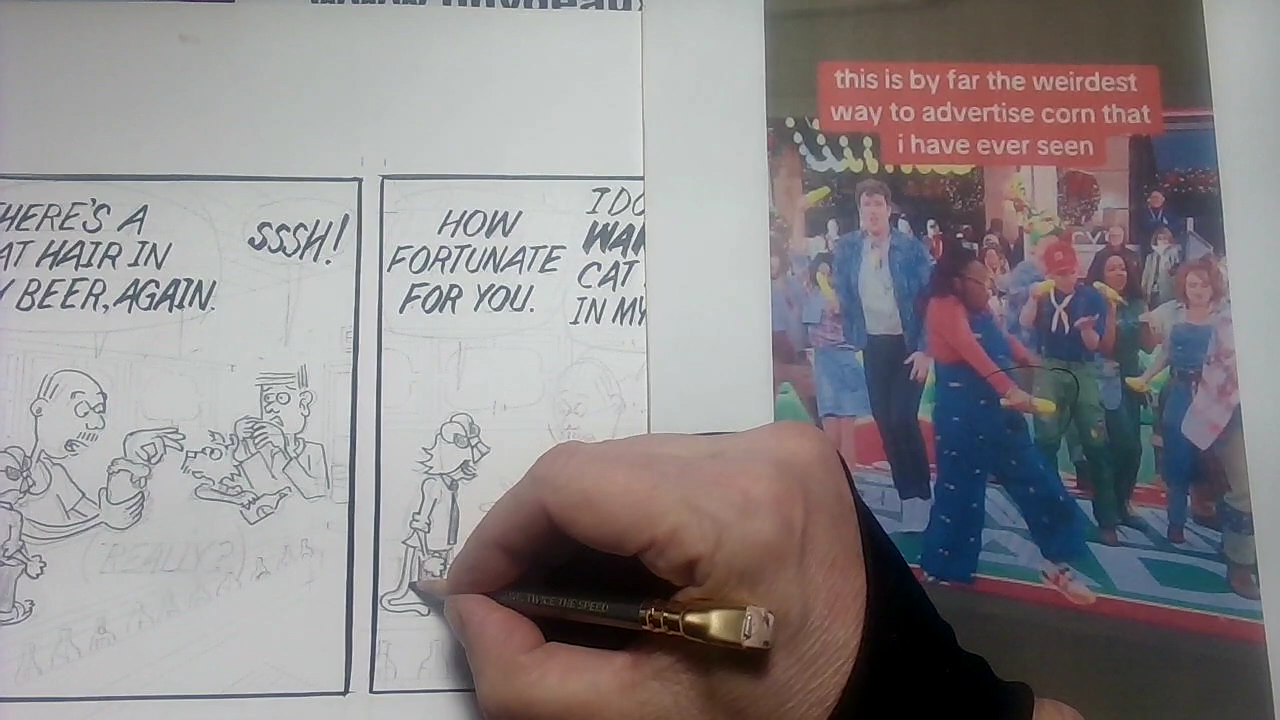 HERE'S A
AT HAIR IN
BEER, AGAIN.
SSSH!
(REALLY?)
HOW
FORTUNATE
FOR YOU.
I DO
WAN
CAT
IN MY
TWICE THE SPEED
this is by far the weirdest
way to advertise corn that
i have ever seen